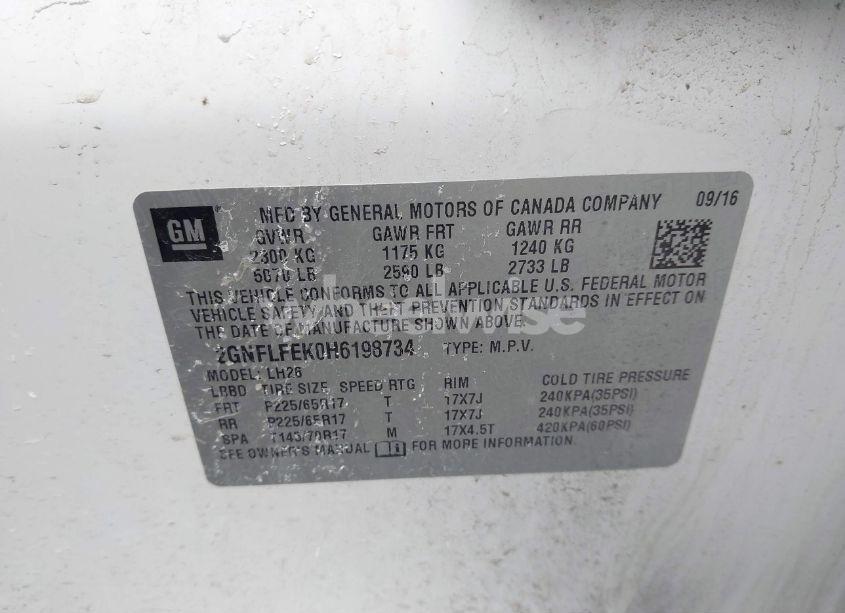 GM
MFD BY GENERAL MOTORS OF CANADA COMPANY 09/16
GVWR GAWR FRT GAWR RR
2300 KG 1175 KG 1240 KG
5070 LB 2590 LB 2733 LB
THIS VEHICLE CONFORMS TO ALL APPLICABLE U.S. FEDERAL MOTOR
VEHICLE SAFETY AND THEFT PREVENTION STANDARDS IN EFFECT ON
THE DATE OF MANUFACTURE SHOWN ABOVE.
2GNFLFEK0H6198734 TYPE: M.P.V.
MODEL: LH26
TIRE SIZE SPEED RTG RIM COLD TIRE PRESSURE
FRT P225/65R17 T 17X7J 240KPA(35PSI)
RR P225/65R17 T 17X7J 240KPA(35PSI)
SPA T145/70R17 M 17X4.5T 420KPA(60PSI)
SEE OWNER'S MANUAL FOR MORE INFORMATION.